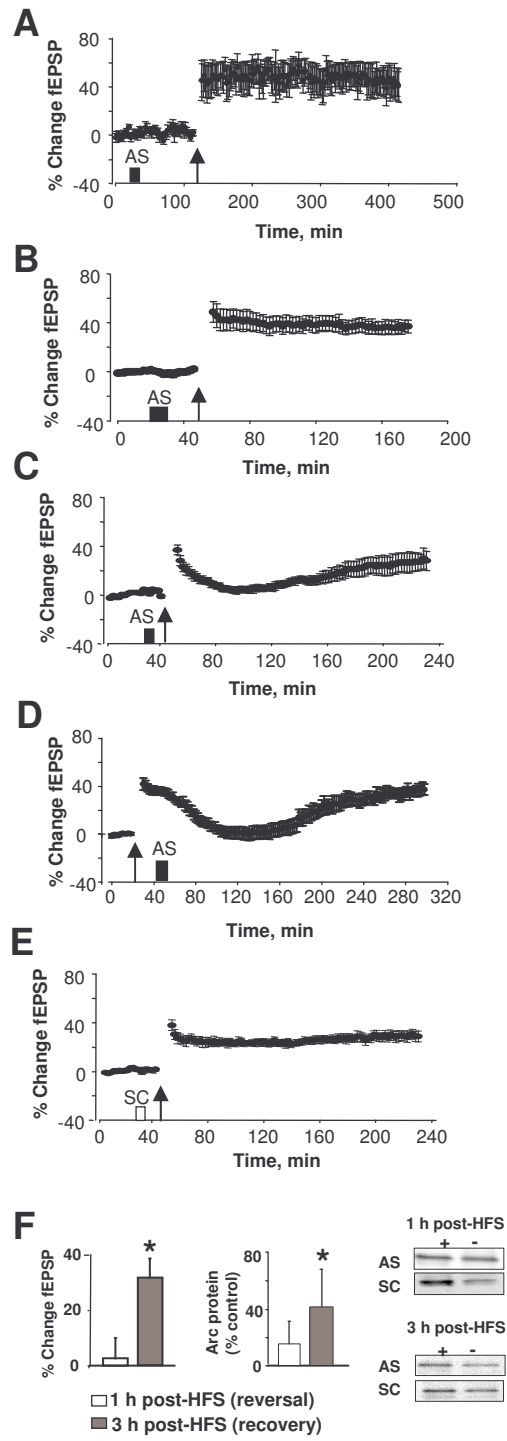 A
% Change fEPSP
80
40
0
-40
AS
0 100 200 300 400 500
Time, min
B
% Change fEPSP
80
40
0
-40
AS
0 40 80 120 160 200
Time, min
C
% Change fEPSP
80
40
0
-40
AS
0 40 80 120 160 200 240
Time, min
D
% Change fEPSP
80
40
0
-40
AS
0 40 80 120 160 200 240 280 320
Time, min
E
% Change fEPSP
80
40
0
-40
SC
0 40 80 120 160 200 240
Time, min
F
% Change fEPSP
40
20
0
*
Arc protein
(% control)
80
40
0
*
1 h post-HFS
+ -
AS
SC
3 h post-HFS
+ -
AS
SC
1 h post-HFS (reversal)
3 h post-HFS (recovery)